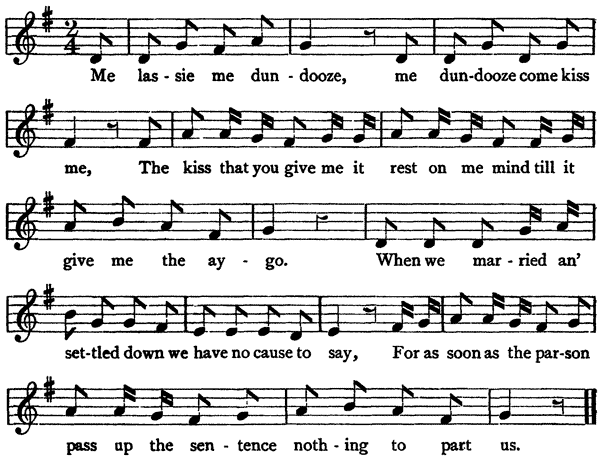 2
4
Me las - sie me dun - dooze, me dun-dooze come kiss
me, The kiss that you give me it rest on me mind till it
give me the ay - go. When we mar - ried an'
set-tled down we have no cause to say, For as soon as the par-son
pass up the sen - tence noth - ing to part us.